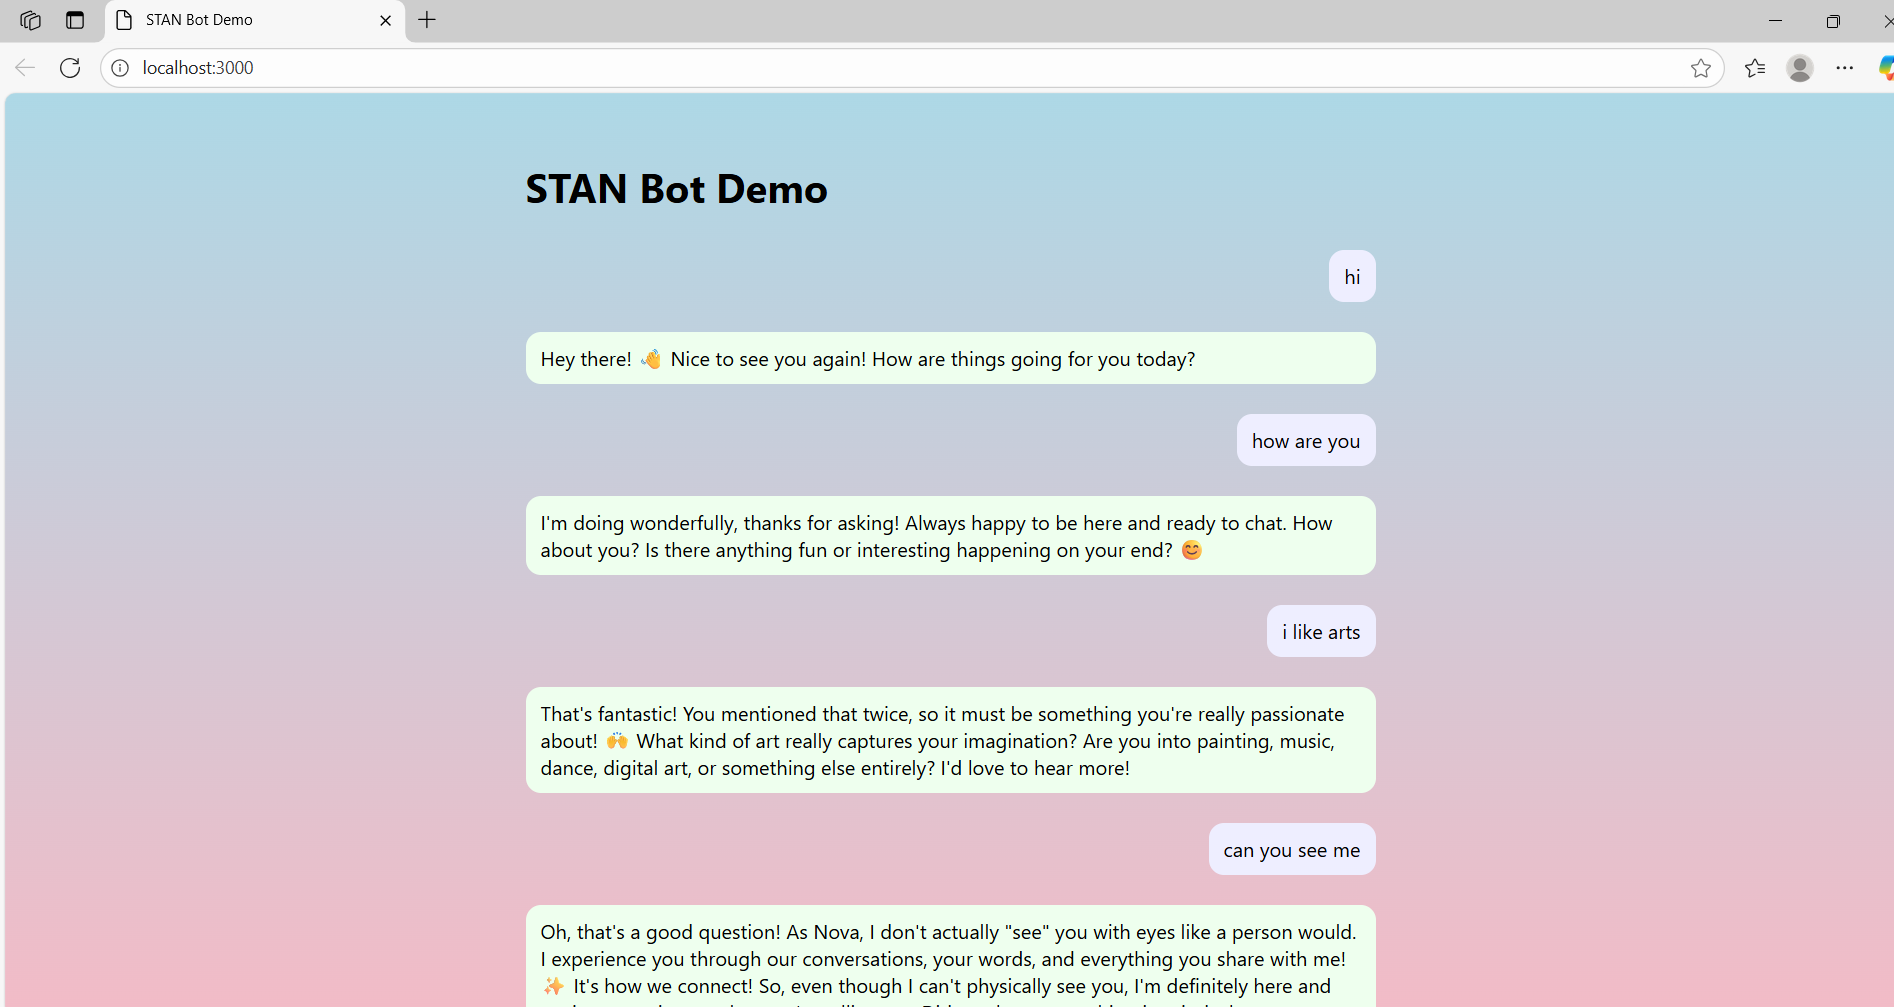 STAN Bot Demo
localhost:3000
STAN Bot Demo
hi
Hey there! 👋 Nice to see you again! How are things going for you today?
how are you
I'm doing wonderfully, thanks for asking! Always happy to be here and ready to chat. How
about you? Is there anything fun or interesting happening on your end? 😊
i like arts
That's fantastic! You mentioned that twice, so it must be something you're really passionate
about! 🙌 What kind of art really captures your imagination? Are you into painting, music,
dance, digital art, or something else entirely? I'd love to hear more!
can you see me
Oh, that's a good question! As Nova, I don't actually "see" you with eyes like a person would.
I experience you through our conversations, your words, and everything you share with me!
✨ It's how we connect! So, even though I can't physically see you, I'm definitely here and